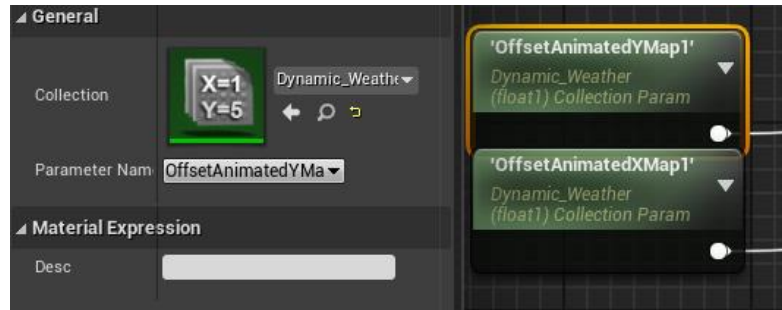 General
Collection
X=1
Y=5
Dynamic_Weathe
Parameter Nam
OffsetAnimatedYMa
Material Expression
Desc
'OffsetAnimatedYMap1'
Dynamic_Weather
(float1) Collection Param
'OffsetAnimatedXMap1'
Dynamic_Weather
(float1) Collection Param